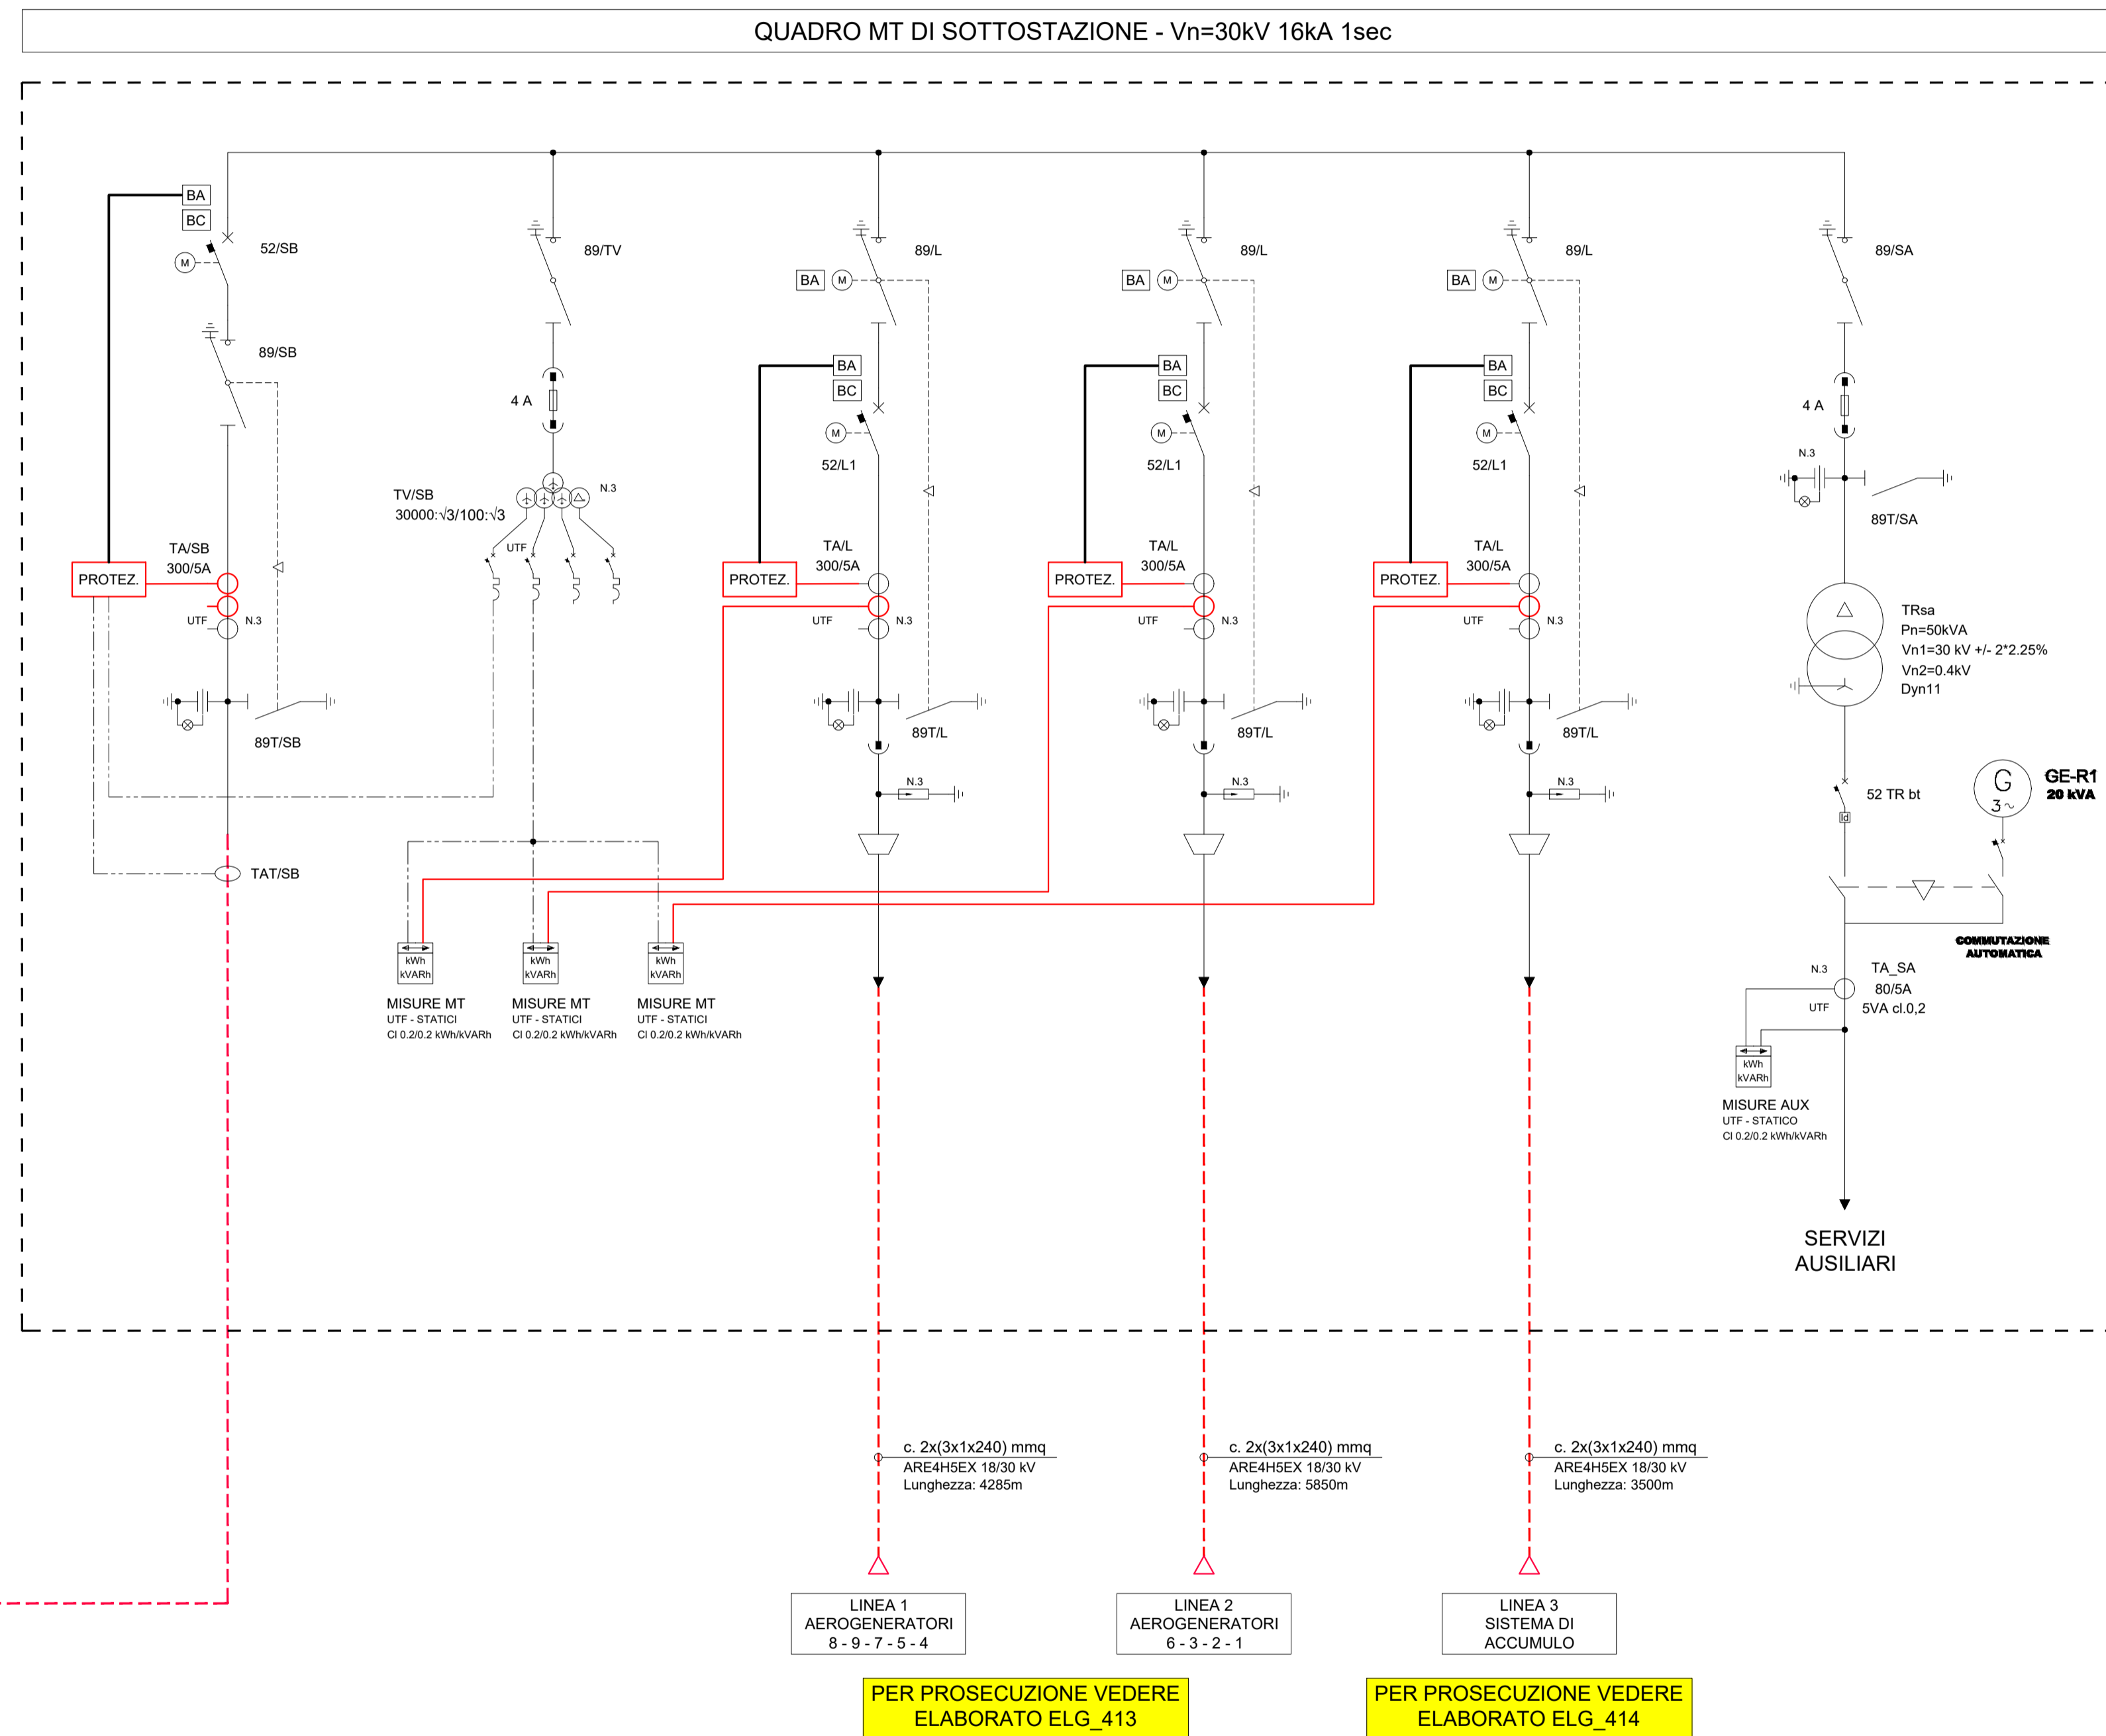 QUADRO MT DI SOTTOSTAZIONE - Vn=30kV 16kA 1sec
BA
BC
52/SB
M
89/SB
TA/SB
300/5A
PROTEZ.
UTF
N.3
89T/SB
TAT/SB
89/TV
4 A
TV/SB
30000:√3/100:√3
N.3
UTF
kWh
kVARh
MISURE MT
UTF - STATICI
Cl 0.2/0.2 kWh/kVARh
kWh
kVARh
MISURE MT
UTF - STATICI
Cl 0.2/0.2 kWh/kVARh
kWh
kVARh
MISURE MT
UTF - STATICI
Cl 0.2/0.2 kWh/kVARh
89/L
BA
M
BA
BC
M
52/L1
TA/L
300/5A
PROTEZ.
UTF
N.3
89T/L
N.3
c. 2x(3x1x240) mmq
ARE4H5EX 18/30 kV
Lunghezza: 4285m
LINEA 1
AEROGENERATORI
8 - 9 - 7 - 5 - 4
89/L
BA
M
BA
BC
M
52/L1
TA/L
300/5A
PROTEZ.
UTF
N.3
89T/L
N.3
c. 2x(3x1x240) mmq
ARE4H5EX 18/30 kV
Lunghezza: 5850m
LINEA 2
AEROGENERATORI
6 - 3 - 2 - 1
89/L
BA
M
BA
BC
M
52/L1
TA/L
300/5A
PROTEZ.
UTF
N.3
89T/L
N.3
c. 2x(3x1x240) mmq
ARE4H5EX 18/30 kV
Lunghezza: 3500m
LINEA 3
SISTEMA DI
ACCUMULO
89/SA
4 A
N.3
89T/SA
TRsa
Pn=50kVA
Vn1=30 kV +/- 2*2.25%
Vn2=0.4kV
Dyn11
52 TR bt
Id
G
3~
GE-R1
20 kVA
COMMUTAZIONE
AUTOMATICA
N.3
TA_SA
80/5A
UTF
5VA cl.0,2
kWh
kVARh
MISURE AUX
UTF - STATICO
Cl 0.2/0.2 kWh/kVARh
SERVIZI
AUSILIARI
PER PROSECUZIONE VEDERE
ELABORATO ELG_413
PER PROSECUZIONE VEDERE
ELABORATO ELG_414